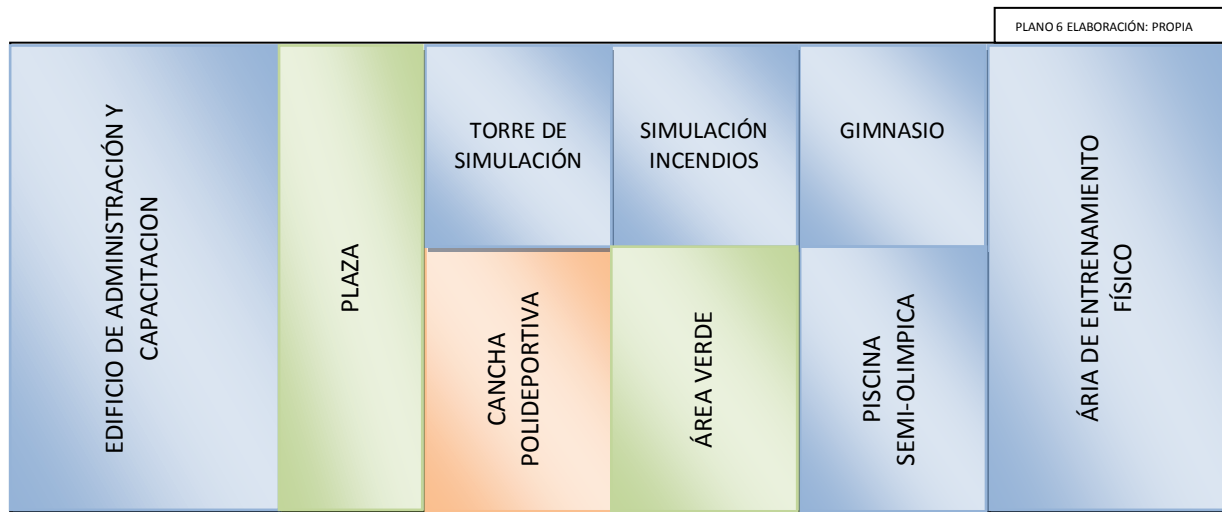 PLANO 6 ELABORACIÓN: PROPIA
EDIFICIO DE ADMINISTRACIÓN Y
CAPACITACION
PLAZA
TORRE DE
SIMULACIÓN
SIMULACIÓN
INCENDIOS
GIMNASIO
CANCHA
POLIDEPORTIVA
ÁREA VERDE
PISCINA
SEMI-OLIMPICA
ÁRIA DE ENTRENAMIENTO
FÍSICO